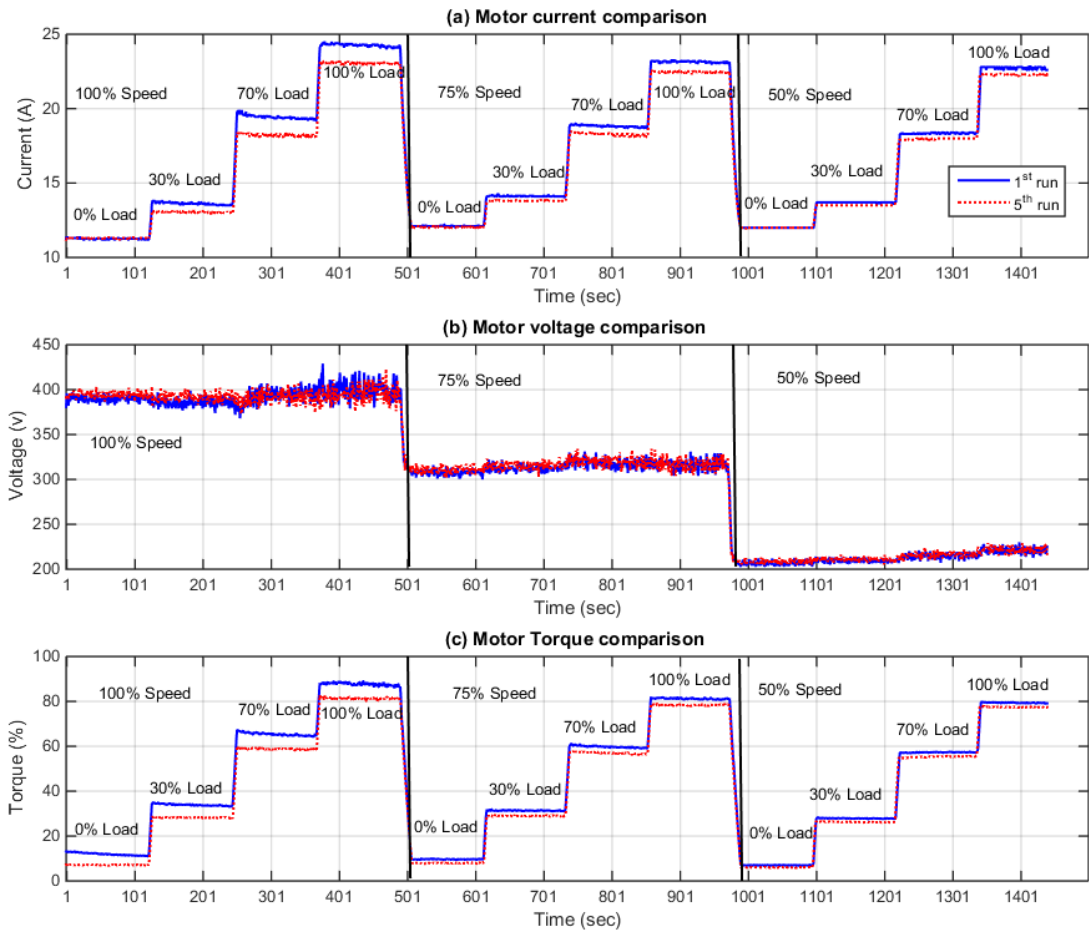 (a) Motor current comparison
25
20
15
10
Current (A)
100% Speed
0% Load
30% Load
70% Load
100% Load
75% Speed
0% Load
30% Load
70% Load
100% Load
50% Speed
0% Load
30% Load
70% Load
100% Load
1st run
5th run
1 101 201 301 401 501 601 701 801 901 1001 1101 1201 1301 1401
Time (sec)
(b) Motor voltage comparison
450
400
350
300
250
200
Voltage (v)
100% Speed
75% Speed
50% Speed
1 101 201 301 401 501 601 701 801 901 1001 1101 1201 1301 1401
Time (sec)
(c) Motor Torque comparison
100
80
60
40
20
0
Torque (%)
100% Speed
0% Load
30% Load
70% Load
100% Load
75% Speed
0% Load
30% Load
70% Load
100% Load
50% Speed
0% Load
30% Load
70% Load
100% Load
1 101 201 301 401 501 601 701 801 901 1001 1101 1201 1301 1401
Time (sec)